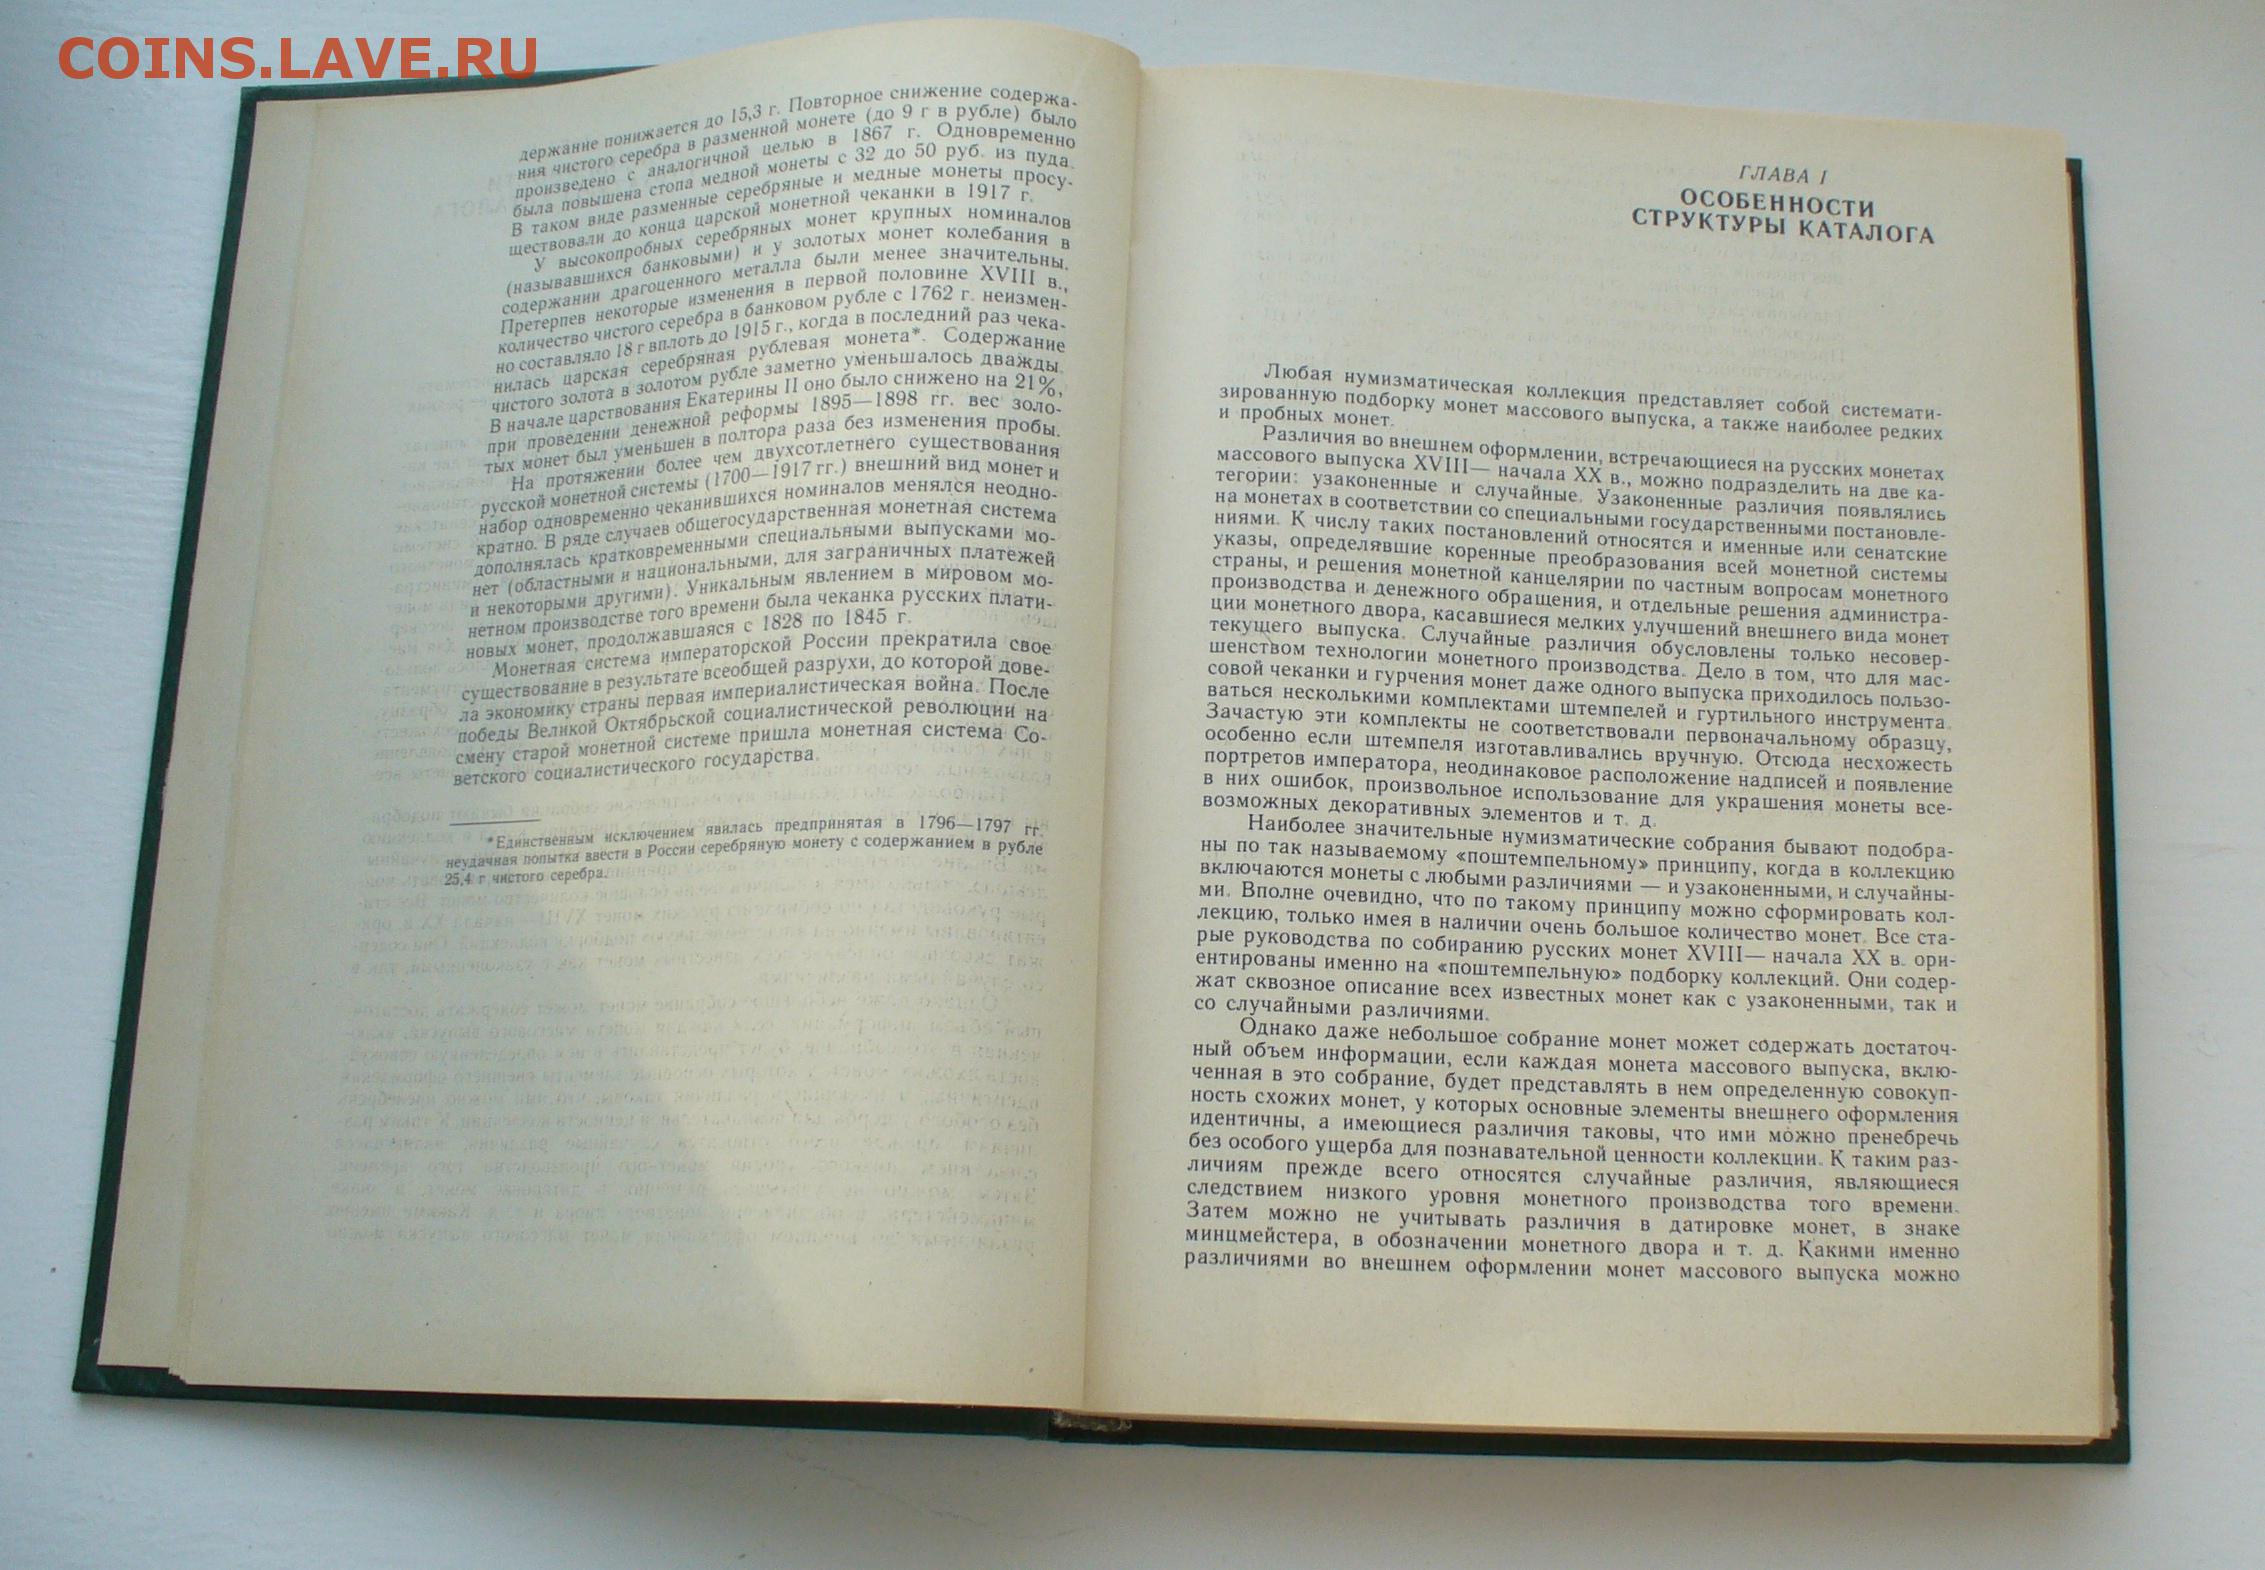 COINS.LAVE.RU
держание понижается до 15,3 г. Повторное снижение содержа-
ния чистого серебра в разменной монете (до 9 г в рубле) было
произведено с аналогичной целью в 1867 г. Одновременно
была повышена стопа медной монеты с 32 до 50 руб. из пуда.
В таком виде разменные серебряные и медные монеты просу-
ществовали до конца царской монетной чеканки в 1917 г.
У высокопробных серебряных монет крупных номиналов
(называвшихся банковыми) и у золотых монет колебания в
содержании драгоценного металла были менее значительны.
Претерпев некоторые изменения в первой половине XVIII в.,
количество чистого серебра в банковом рубле с 1762 г. неизмен-
но составляло 18 г вплоть до 1915 г., когда в последний раз чека-
нилась царская серебряная рублевая монета*. Содержание
чистого золота в золотом рубле заметно уменьшалось дважды.
В начале царствования Екатерины II оно было снижено на 21%,
при проведении денежной реформы 1895—1898 гг. вес золо-
тых монет был уменьшен в полтора раза без изменения пробы.
На протяжении более чем двухсотлетнего существования
русской монетной системы (1700—1917 гг.) внешний вид монет и
набор одновременно чеканившихся номиналов менялся неодно-
кратно. В ряде случаев общегосударственная монетная система
дополнялась кратковременными специальными выпусками мо-
нет (областными и национальными, для заграничных платежей
и некоторыми другими). Уникальным явлением в мировом мо-
нетном производстве того времени была чеканка русских плати-
новых монет, продолжавшаяся с 1828 по 1845 г.
Монетная система императорской России прекратила свое
существование в результате всеобщей разрухи, до которой дове-
ла экономику страны первая империалистическая война. После
победы Великой Октябрьской социалистической революции на
смену старой монетной системе пришла монетная система Со-
ветского социалистического государства.
*Единственным исключением явилась предпринятая в 1796—1797 гг.
неудачная попытка ввести в России серебряную монету с содержанием в рубле
25,4 г чистого серебра.
ГЛАВА I
ОСОБЕННОСТИ
СТРУКТУРЫ КАТАЛОГА
Любая нумизматическая коллекция представляет собой системати-
зированную подборку монет массового выпуска, а также наиболее редких
и пробных монет.
Различия во внешнем оформлении, встречающиеся на русских монетах
массового выпуска XVIII— начала XX в., можно подразделить на две ка-
тегории: узаконенные и случайные. Узаконенные различия появлялись
на монетах в соответствии со специальными государственными постановле-
ниями. К числу таких постановлений относятся и именные или сенатские
указы, определявшие коренные преобразования всей монетной системы
страны, и решения монетной канцелярии по частным вопросам монетного
производства и денежного обращения, и отдельные решения администра-
ции монетного двора, касавшиеся мелких улучшений внешнего вида монет
текущего выпуска. Случайные различия обусловлены только несовер-
шенством технологии монетного производства. Дело в том, что для мас-
совой чеканки и гурчения монет даже одного выпуска приходилось пользо-
ваться несколькими комплектами штемпелей и гуртильного инструмента.
Зачастую эти комплекты не соответствовали первоначальному образцу,
особенно если штемпеля изготавливались вручную. Отсюда несхожесть
портретов императора, неодинаковое расположение надписей и появление
в них ошибок, произвольное использование для украшения монеты все-
возможных декоративных элементов и т. д.
Наиболее значительные нумизматические собрания бывают подобра-
ны по так называемому «поштемпельному» принципу, когда в коллекцию
включаются монеты с любыми различиями — и узаконенными, и случайны-
ми. Вполне очевидно, что по такому принципу можно сформировать кол-
лекцию, только имея в наличии очень большое количество монет. Все ста-
рые руководства по собиранию русских монет XVIII— начала XX в. ори-
ентированы именно на «поштемпельную» подборку коллекций. Они содер-
жат сквозное описание всех известных монет как с узаконенными, так и
со случайными различиями.
Однако даже небольшое собрание монет может содержать достаточ-
ный объем информации, если каждая монета массового выпуска, вклю-
ченная в это собрание, будет представлять в нем определенную совокуп-
ность схожих монет, у которых основные элементы внешнего оформления
идентичны, а имеющиеся различия таковы, что ими можно пренебречь
без особого ущерба для познавательной ценности коллекции. К таким раз-
личиям прежде всего относятся случайные различия, являющиеся
следствием низкого уровня монетного производства того времени.
Затем можно не учитывать различия в датировке монет, в знаке
минцмейстера, в обозначении монетного двора и т. д. Какими именно
различиями во внешнем оформлении монет массового выпуска можно